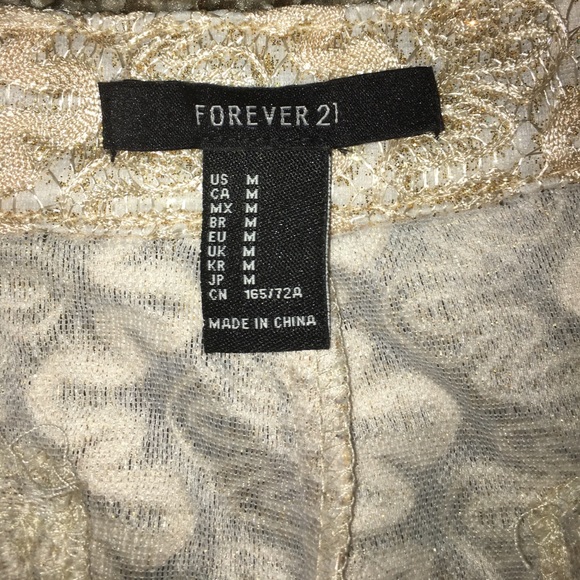 FOREVER 21
US M
CA M
MX M
BR M
EU M
UK M
KR M
JP M
CN 165/72A
MADE IN CHINA